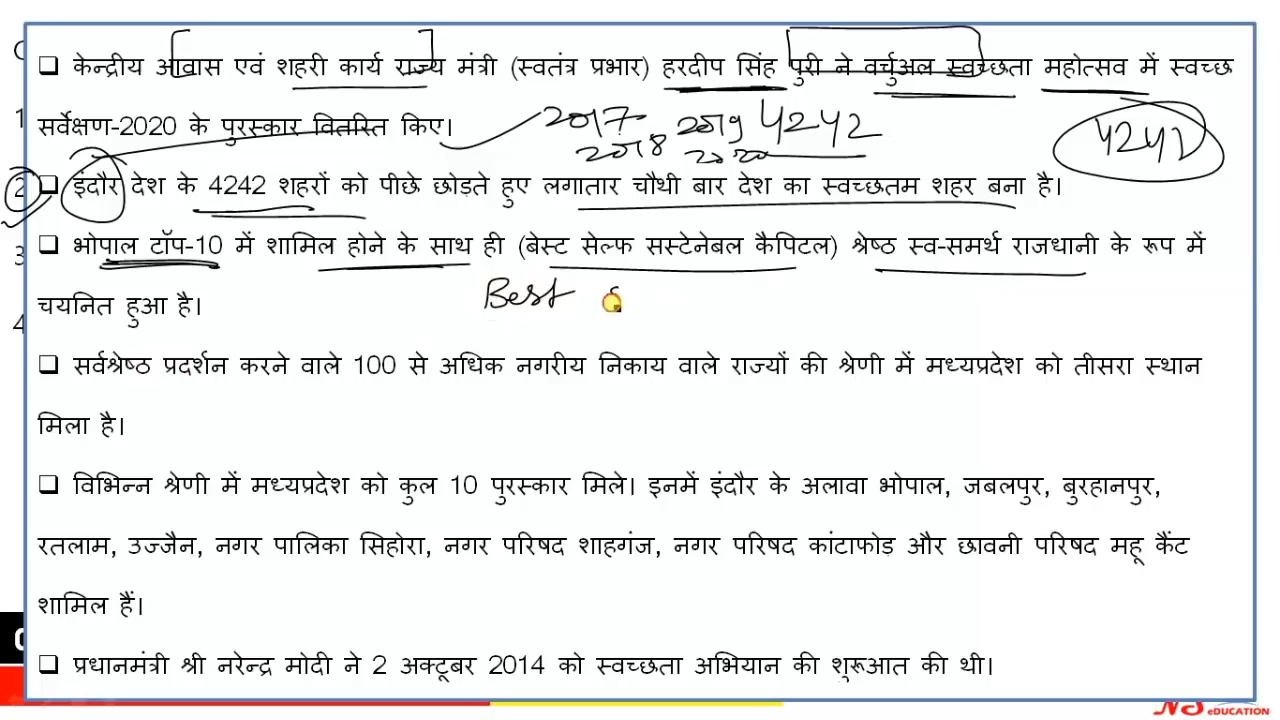 ❑ केन्द्रीय आवास एवं शहरी कार्य राज्य मंत्री (स्वतंत्र प्रभार) हरदीप सिंह पुरी ने वर्चुअल स्वच्छता महोत्सव में स्वच्छ
सर्वेक्षण-2020 के पुरस्कार वितरित किए।
2017 2019 4242
2018 2020
4242
❑ इंदौर देश के 4242 शहरों को पीछे छोड़ते हुए लगातार चौथी बार देश का स्वच्छतम शहर बना है।
❑ भोपाल टॉप-10 में शामिल होने के साथ ही (बेस्ट सेल्फ सस्टेनेबल कैपिटल) श्रेष्ठ स्व-समर्थ राजधानी के रूप में
चयनित हुआ है।
Best
❑ सर्वश्रेष्ठ प्रदर्शन करने वाले 100 से अधिक नगरीय निकाय वाले राज्यों की श्रेणी में मध्यप्रदेश को तीसरा स्थान
मिला है।
❑ विभिन्न श्रेणी में मध्यप्रदेश को कुल 10 पुरस्कार मिले। इनमें इंदौर के अलावा भोपाल, जबलपुर, बुरहानपुर,
रतलाम, उज्जैन, नगर पालिका सिहोरा, नगर परिषद शाहगंज, नगर परिषद कांटाफोड़ और छावनी परिषद महू कैंट
शामिल हैं।
❑ प्रधानमंत्री श्री नरेन्द्र मोदी ने 2 अक्टूबर 2014 को स्वच्छता अभियान की शुरूआत की थी।
NS eDUCATION